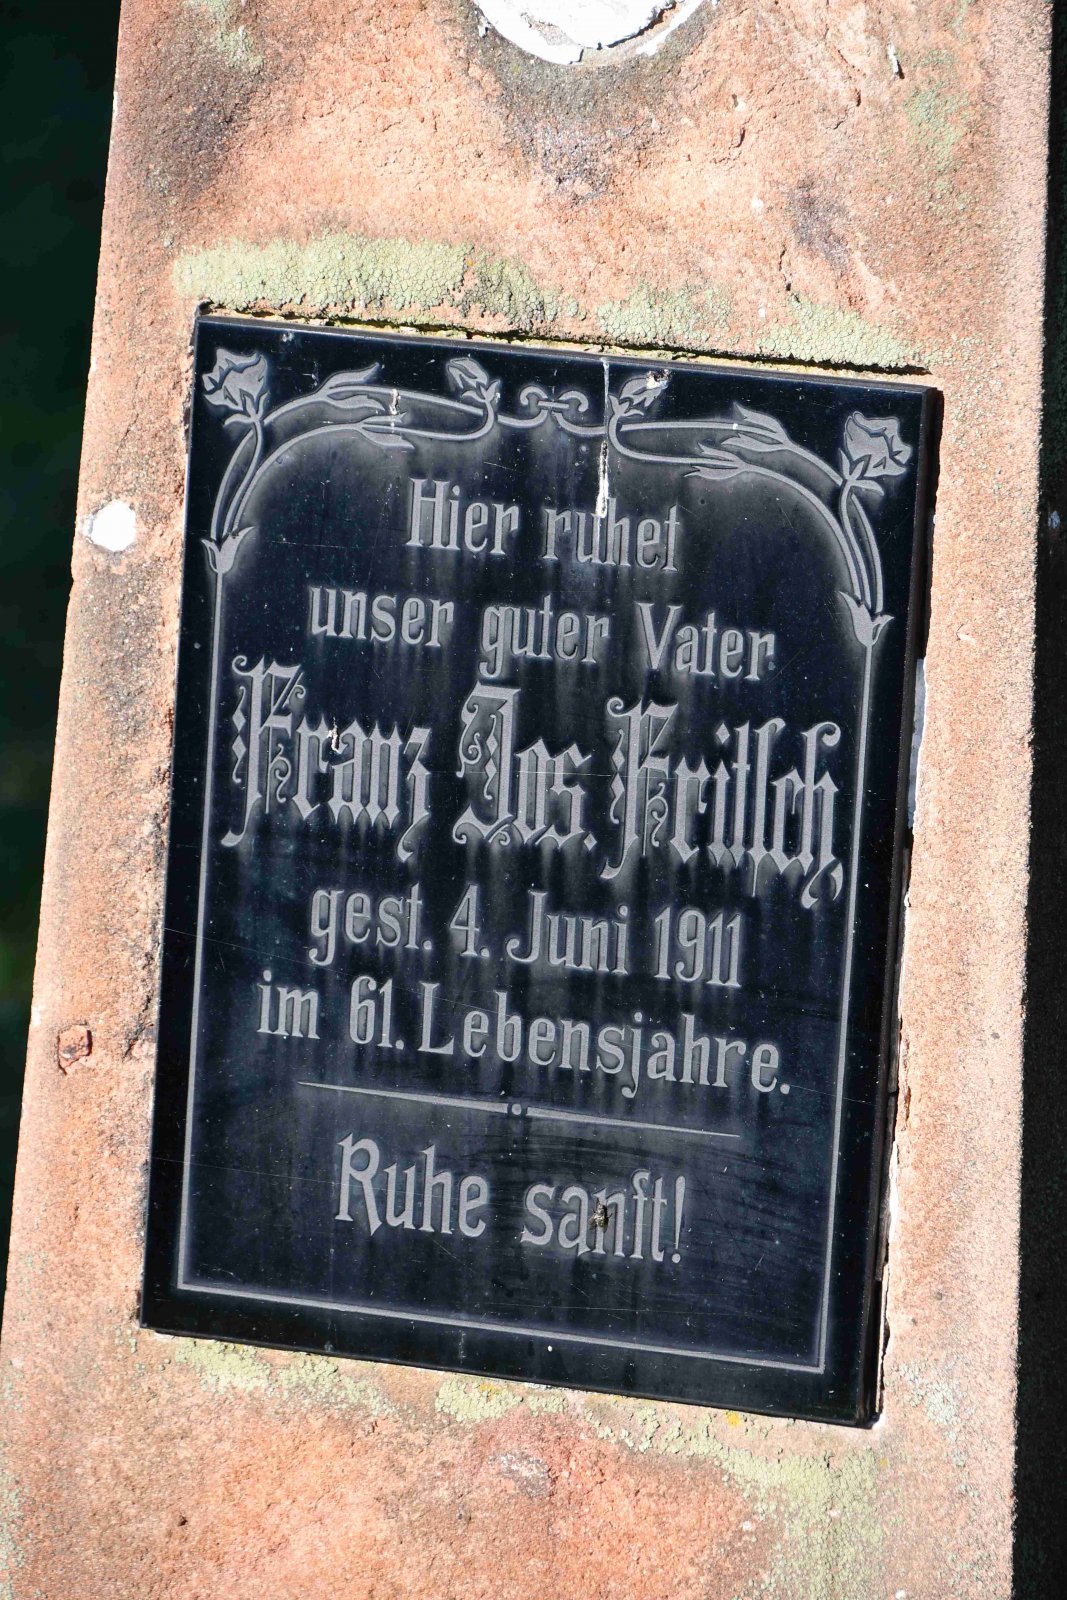 Hier ruhet
unser guter Vater
Franz Jos. Fritsch,
gest. 4. Juni 1911
im 61. Lebensjahre.
Ruhe sanft!